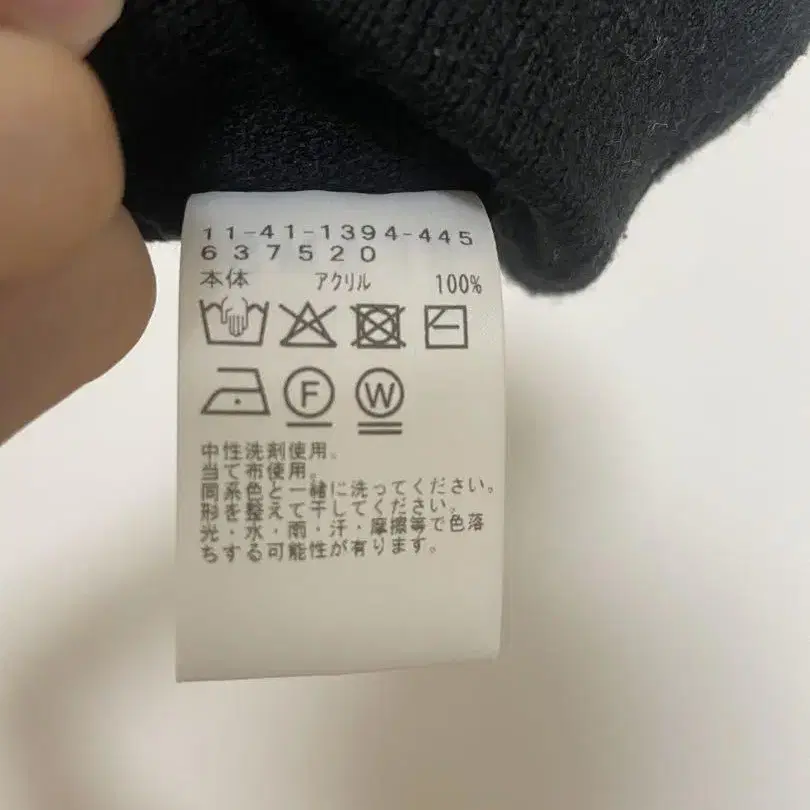 11-41-1394-445
637520
本体 アクリル 100%
F W
中性洗剤使用。
当て布使用。
同系色と一緒に洗ってください。
形を整えて干してください。
光・水・雨・汗・摩擦等で色落
ちする可能性が有ります。